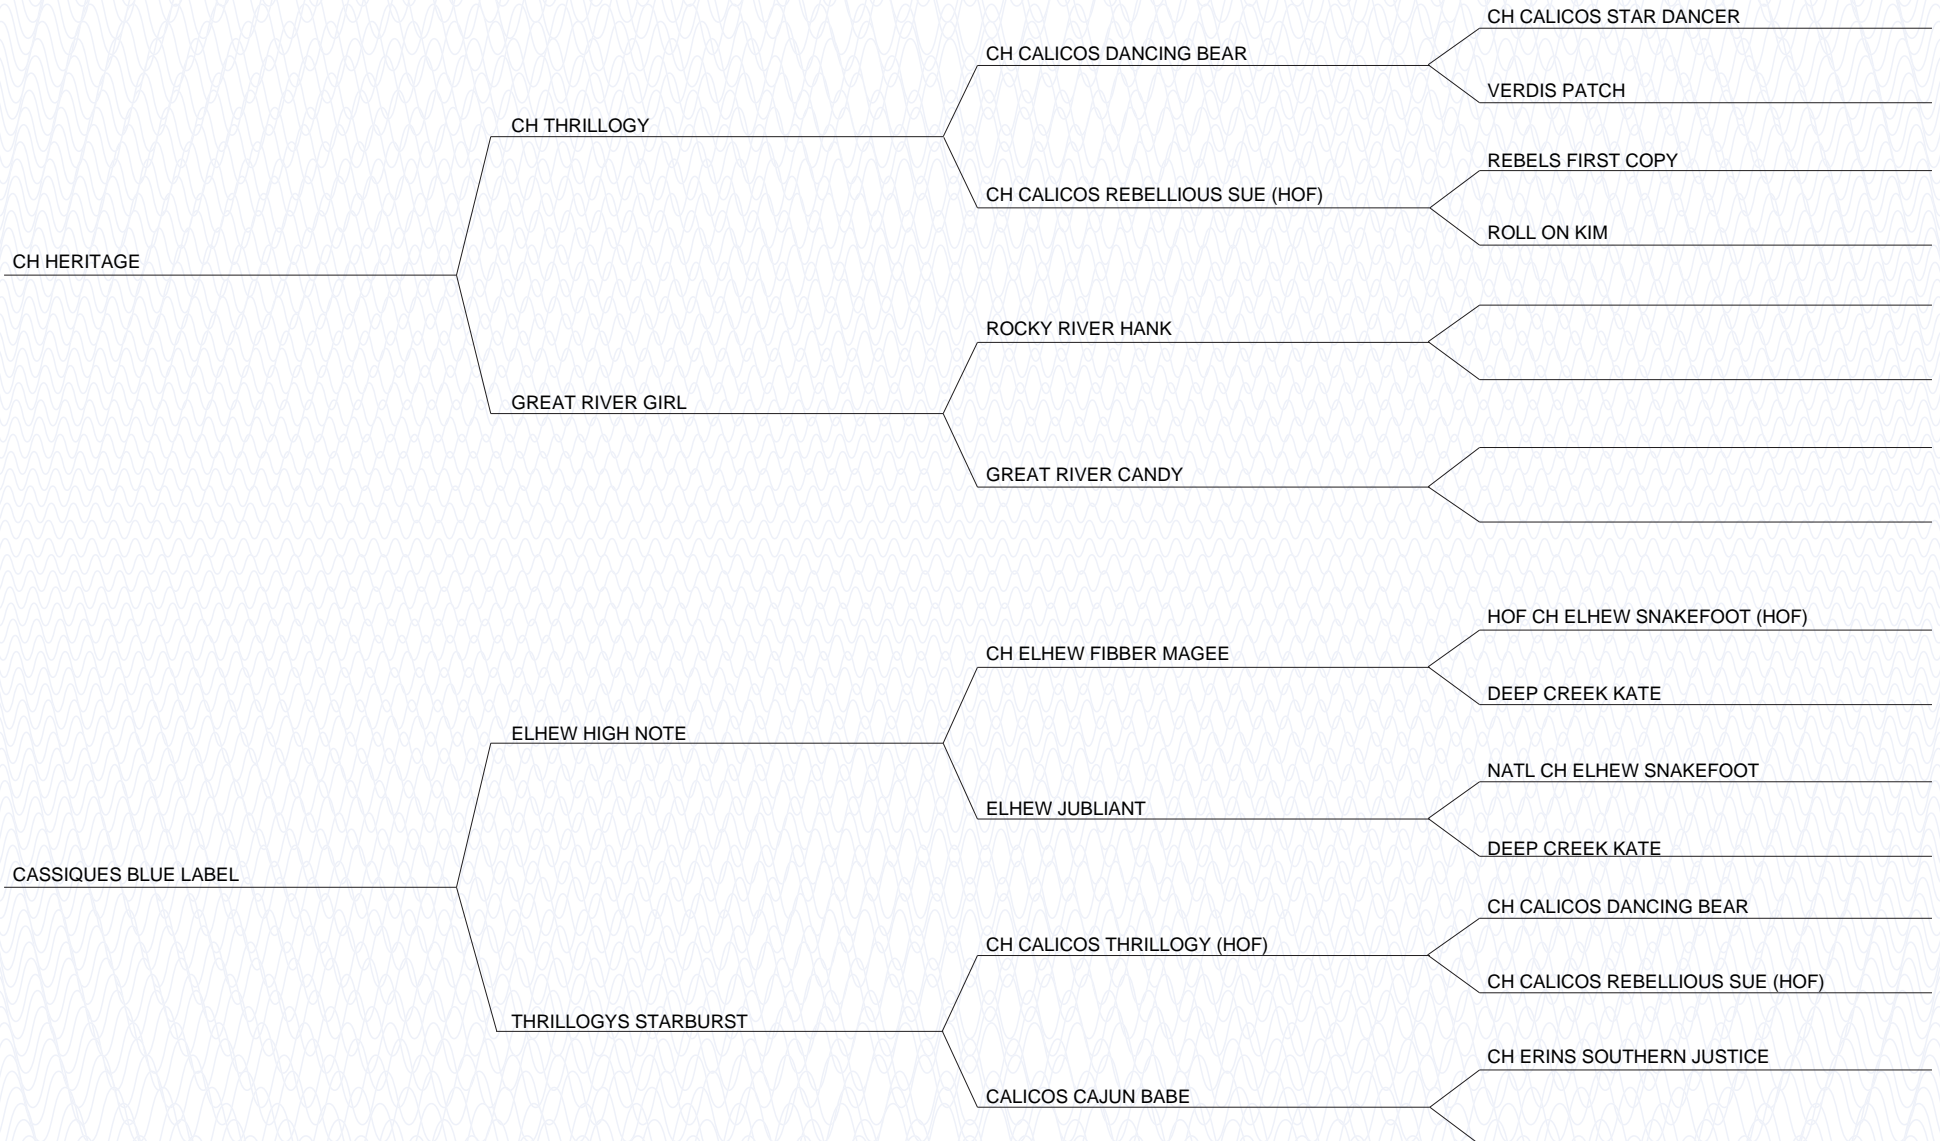 CH CALICOS STAR DANCER
CH CALICOS DANCING BEAR
VERDIS PATCH
CH THRILLOGY
REBELS FIRST COPY
CH CALICOS REBELLIOUS SUE (HOF)
ROLL ON KIM
CH HERITAGE
ROCKY RIVER HANK
GREAT RIVER GIRL
GREAT RIVER CANDY
HOF CH ELHEW SNAKEFOOT (HOF)
CH ELHEW FIBBER MAGEE
DEEP CREEK KATE
ELHEW HIGH NOTE
NATL CH ELHEW SNAKEFOOT
ELHEW JUBLIANT
DEEP CREEK KATE
CASSIQUES BLUE LABEL
CH CALICOS DANCING BEAR
CH CALICOS THRILLOGY (HOF)
CH CALICOS REBELLIOUS SUE (HOF)
THRILLOGYS STARBURST
CH ERINS SOUTHERN JUSTICE
CALICOS CAJUN BABE